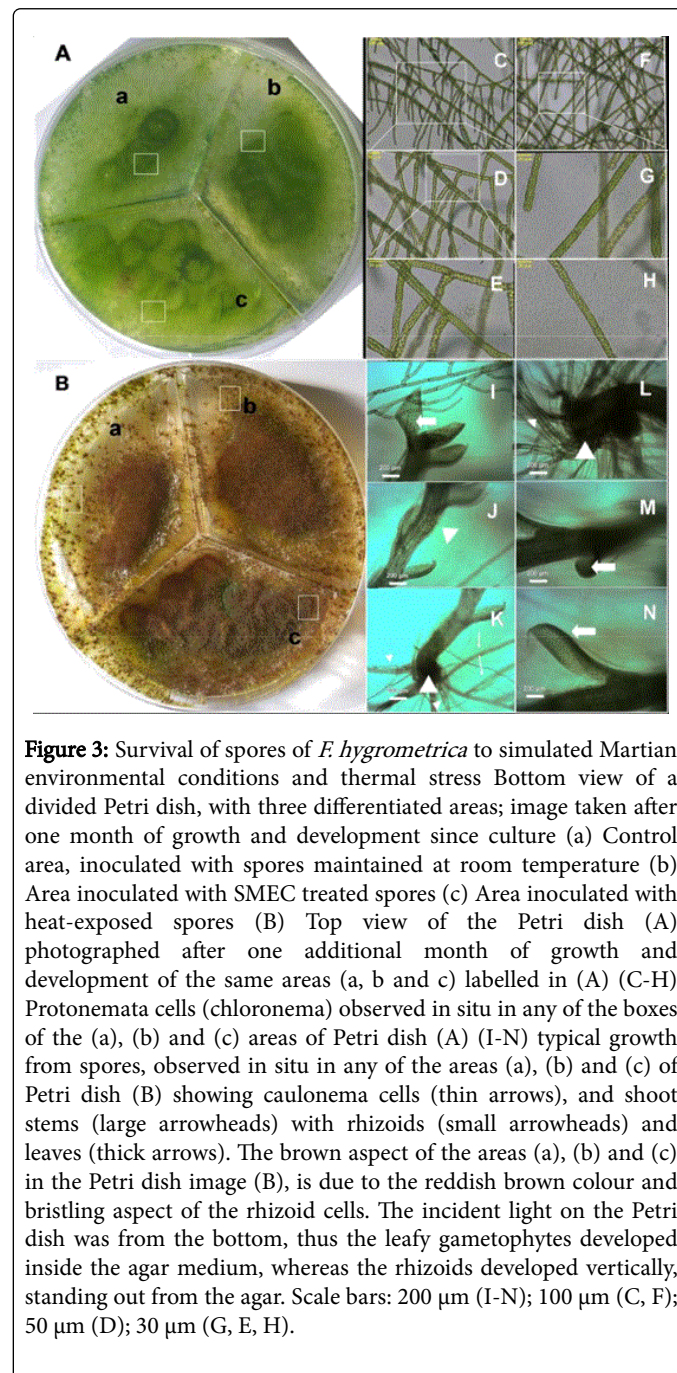 A
a
b
c
C
F
D
G
E
H
B
a
b
c
I
L
200 µm
200 µm
J
M
200 µm
200 µm
K
N
200 µm
Figure 3: Survival of spores of F. hygrometrica to simulated Martian
environmental conditions and thermal stress Bottom view of a
divided Petri dish, with three differentiated areas; image taken after
one month of growth and development since culture (a) Control
area, inoculated with spores maintained at room temperature (b)
Area inoculated with SMEC treated spores (c) Area inoculated with
heat-exposed spores (B) Top view of the Petri dish (A)
photographed after one additional month of growth and
development of the same areas (a, b and c) labelled in (A) (C-H)
Protonemata cells (chloronema) observed in situ in any of the boxes
of the (a), (b) and (c) areas of Petri dish (A) (I-N) typical growth
from spores, observed in situ in any of the areas (a), (b) and (c) of
Petri dish (B) showing caulonema cells (thin arrows), and shoot
stems (large arrowheads) with rhizoids (small arrowheads) and
leaves (thick arrows). The brown aspect of the areas (a), (b) and (c)
in the Petri dish image (B), is due to the reddish brown colour and
bristling aspect of the rhizoid cells. The incident light on the Petri
dish was from the bottom, thus the leafy gametophytes developed
inside the agar medium, whereas the rhizoids developed vertically,
standing out from the agar. Scale bars: 200 µm (I-N); 100 µm (C, F);
50 µm (D); 30 µm (G, E, H).